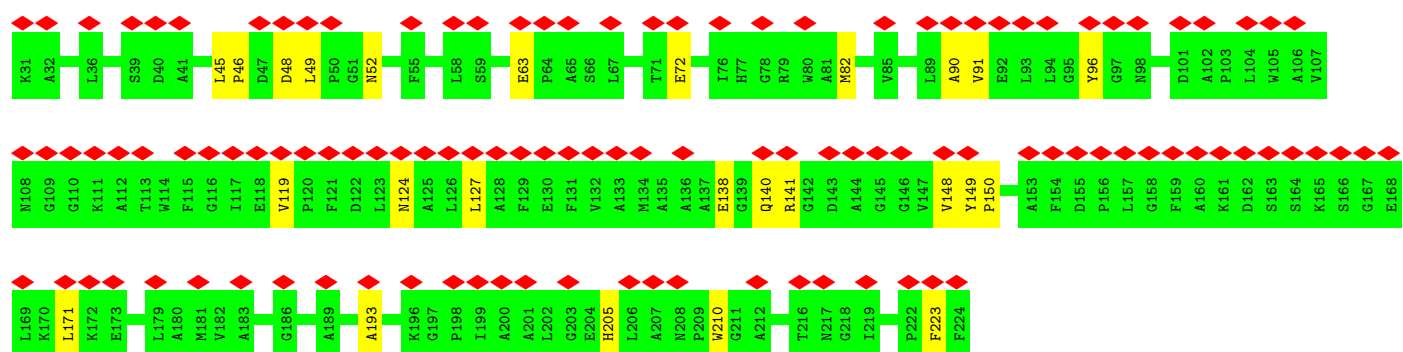 K31 A32 L36 S39 D40 A41 L45 P46 D47 D48 L49 P50 G51 N52 F55 L58 S59 E63 P64 A65 S66 L67 T71 E72 I76 H77 G78 R79 W80 A81 M82 V85 L89 A90 V91 E92 L93 L94 G95 Y96 G97 N98 D101 A102 P103 L104 W105 A106 V107
N108 G109 G110 K111 A112 T113 W114 F115 G116 I117 E118 V119 P120 F121 D122 L123 N124 A125 L126 L127 A128 F129 E130 F131 V132 A133 M134 A135 A136 A137 E138 G139 Q140 R141 G142 D143 A144 G145 G146 V147 V148 Y149 P150 A153 F154 D155 P156 L157 G158 F159 A160 K161 D162 S163 S164 K165 S166 G167 E168
L169 K170 L171 K172 E173 L179 A180 M181 V182 A183 G186 A189 A193 K196 G197 P198 I199 A200 A201 L202 G203 E204 H205 L206 A207 N208 P209 W210 G211 A212 T216 N217 G218 I219 P222 F223 F224